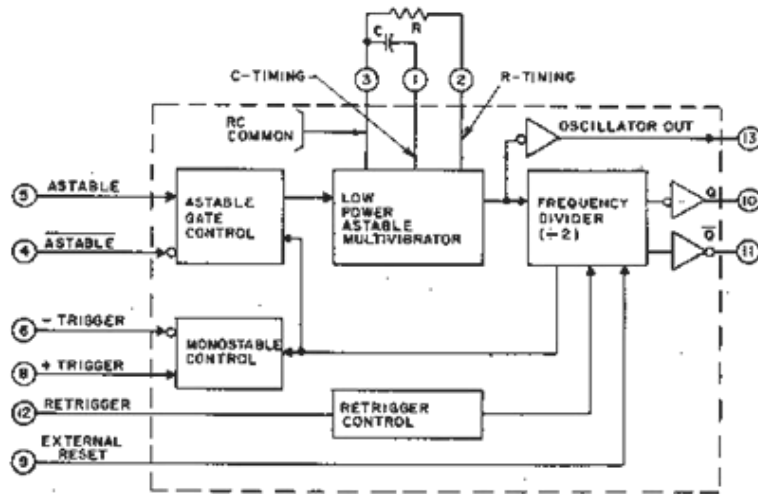 R
C
3
1
2
C-TIMING
R-TIMING
RC
COMMON
OSCILLATOR OUT
13
5
ASTABLE
ASTABLE
GATE
CONTROL
LOW
POWER
ASTABLE
MULTIVIBRATOR
FREQUENCY
DIVIDER
(÷2)
Q
10
4
ASTABLE
Q
11
6
- TRIGGER
MONOSTABLE
CONTROL
8
+ TRIGGER
12
RETRIGGER
RETRIGGER
CONTROL
9
EXTERNAL
RESET